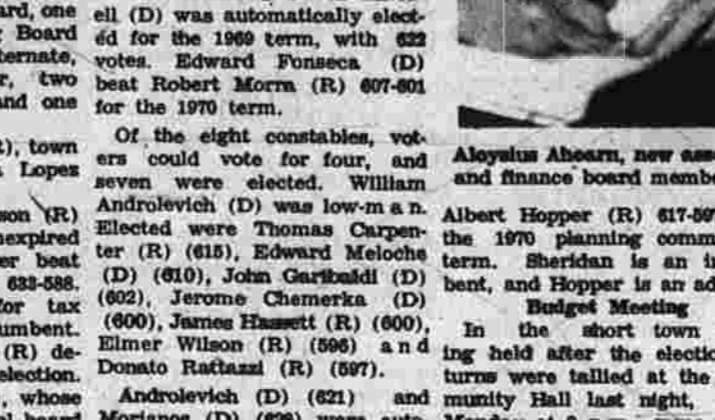 ard, one
Board
ternate,
r, two
and one
), town
Lopes
son (R)
nexpired
er beat
633-588.
for tax
umbent.
(R) de-
election.
, whose
ell (D) was automatically elect-
ed for the 1969 term, with 622
votes. Edward Fonseca (D)
beat Robert Morra (R) 607-601
for the 1970 term.
Of the eight constables, vot-
ers could vote for four, and
seven were elected. William
Androlevich (D) was low-man.
Elected were Thomas Carpen-
ter (R) (615), Edward Meloche
(D) (610), John Garibaldi (D)
(602), Jerome Chemerka (D)
(600), James Hassett (R) (600),
Elmer Wilson (R) (596) and
Donato Rattazzi (R) (597).
Androlevich (D) (621) and
Aloysius Ahearn, new ass
and finance board membe
Albert Hopper (R) 617-597
the 1970 planning comm
term. Sheridan is an in
bent, and Hopper is an ad
Budget Meeting
In the short town
ing held after the electio
turns were tallied at the
munity Hall last night,